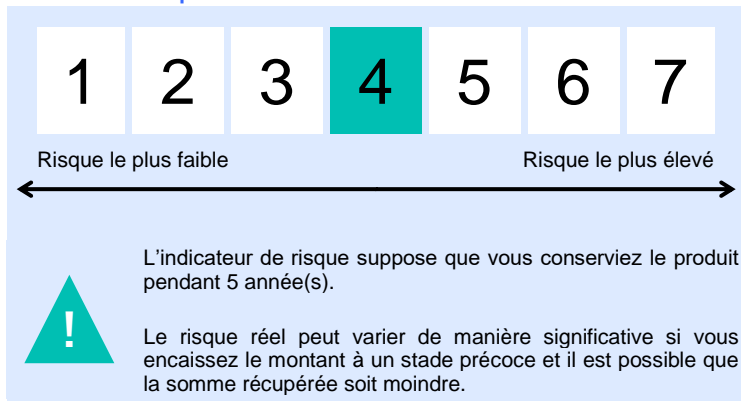 1 2 3 4 5 6 7
Risque le plus faible Risque le plus élevé
L'indicateur de risque suppose que vous conserviez le produit
pendant 5 année(s).
!
Le risque réel peut varier de manière significative si vous
encaissez le montant à un stade précoce et il est possible que
la somme récupérée soit moindre.